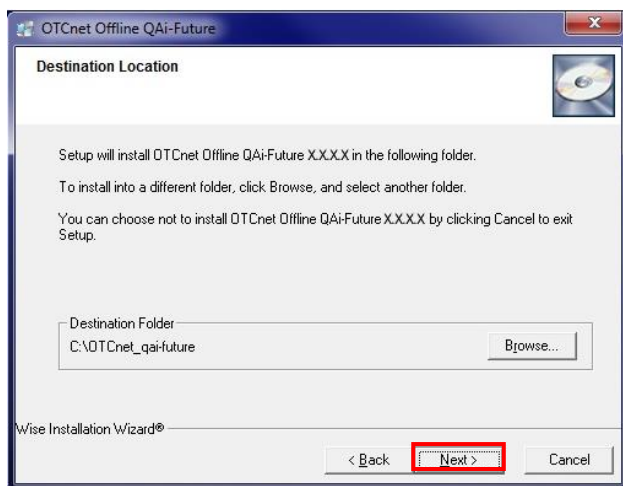 OTCnet Offline QAi-Future
Destination Location
Setup will install OTCnet Offline QAi-Future X.X.X.X in the following folder.
To install into a different folder, click Browse, and select another folder.
You can choose not to install OTCnet Offline QAi-Future X.X.X.X by clicking Cancel to exit
Setup.
Destination Folder
C:\OTCnet_qai-future
Browse...
Wise Installation Wizard®
< Back
Next >
Cancel